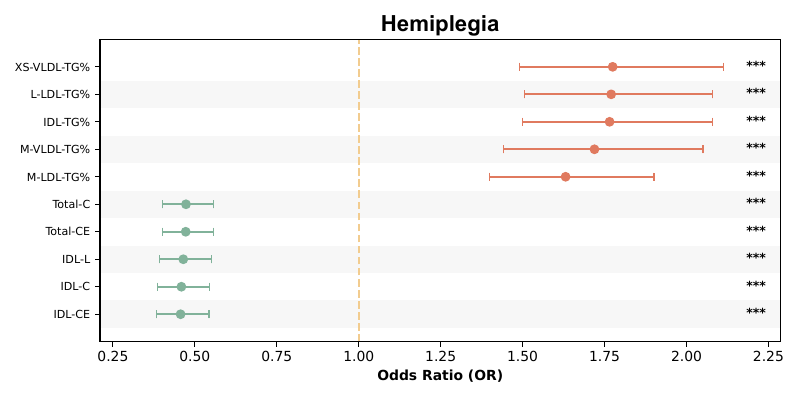 Hemiplegia
XS-VLDL-TG% ***
L-LDL-TG% ***
IDL-TG% ***
M-VLDL-TG% ***
M-LDL-TG% ***
Total-C ***
Total-CE ***
IDL-L ***
IDL-C ***
IDL-CE ***
0.25 0.50 0.75 1.00 1.25 1.50 1.75 2.00 2.25
Odds Ratio (OR)